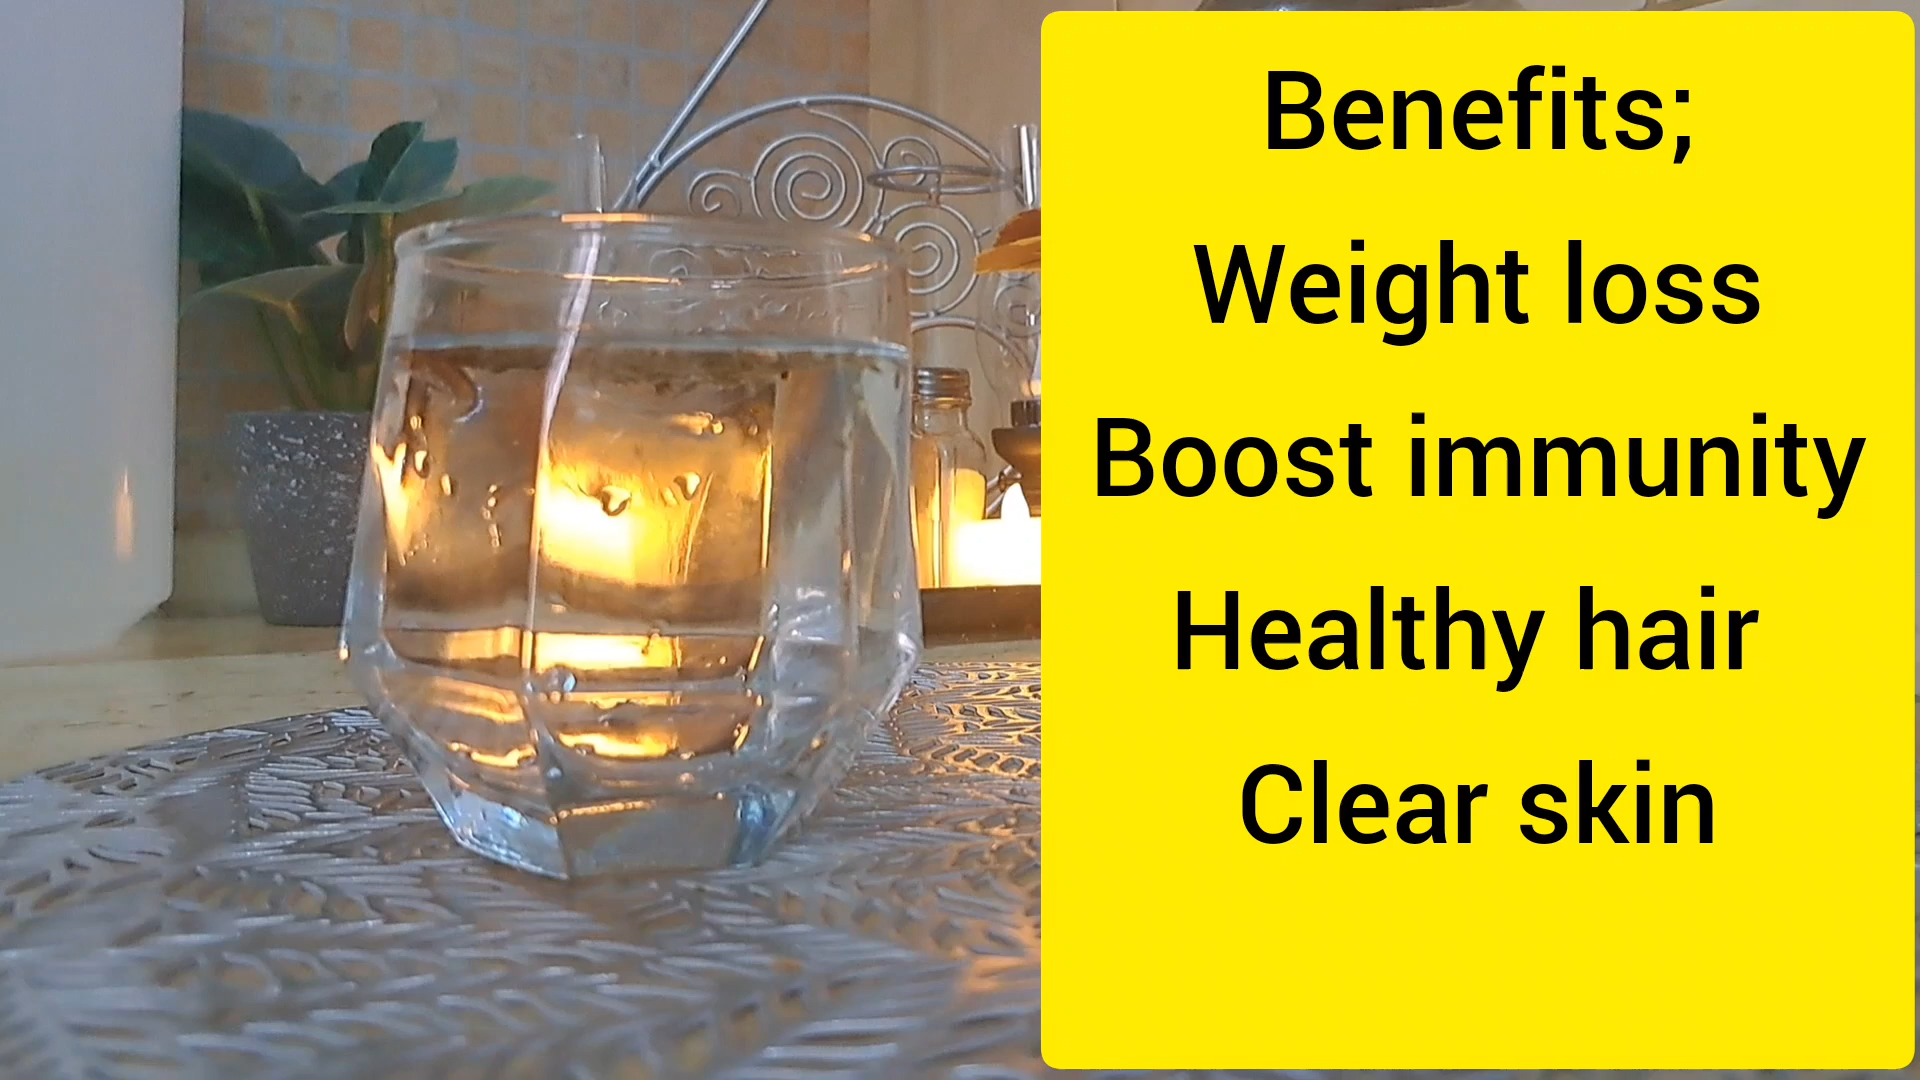 Benefits;
Weight loss
Boost immunity
Healthy hair
Clear skin